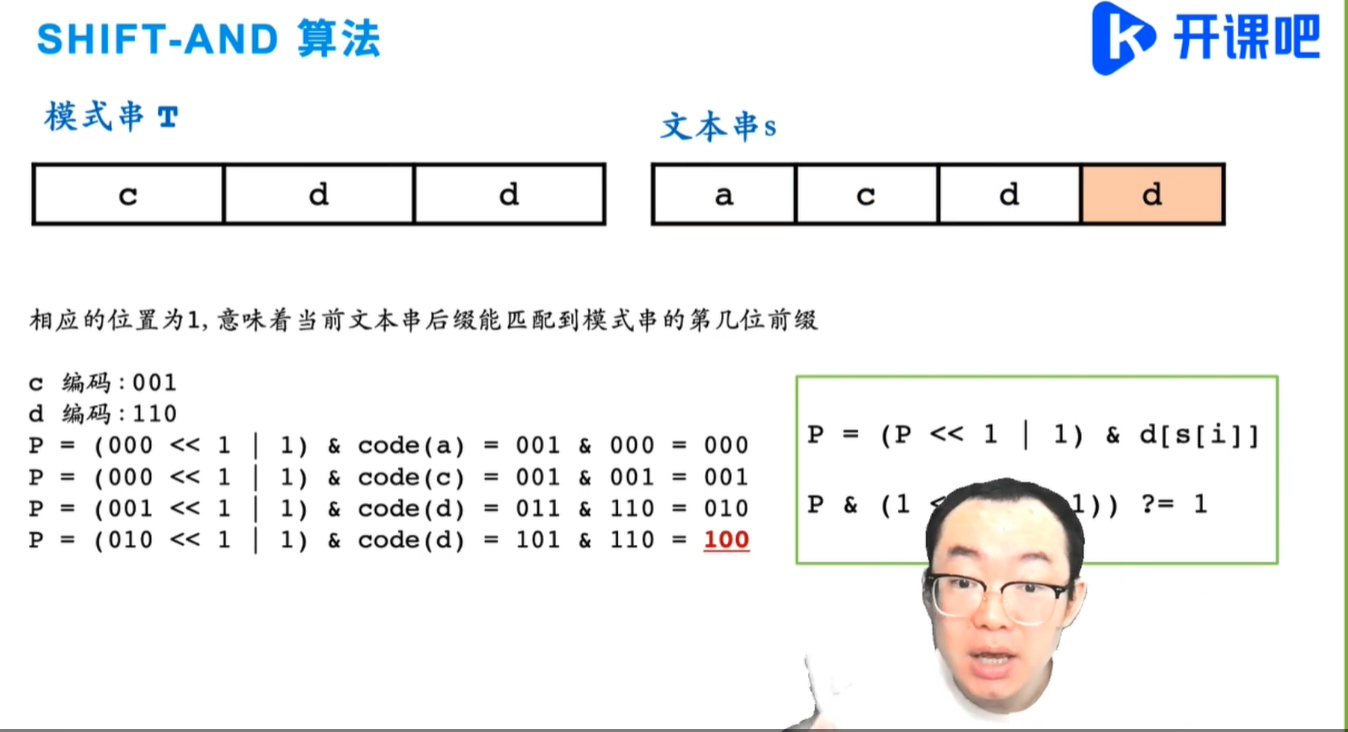 SHIFT-AND 算法
开课吧
模式串 T
文本串s
c d d
a c d d
相应的位置为1,意味着当前文本串后缀能匹配到模式串的第几位前缀
c 编码:001
d 编码:110
P = (000 << 1 | 1) & code(a) = 001 & 000 = 000
P = (000 << 1 | 1) & code(c) = 001 & 001 = 001
P = (001 << 1 | 1) & code(d) = 011 & 110 = 010
P = (010 << 1 | 1) & code(d) = 101 & 110 = 100
P = (P << 1 | 1) & d[s[i]]
P & (1 < 1)) ?= 1